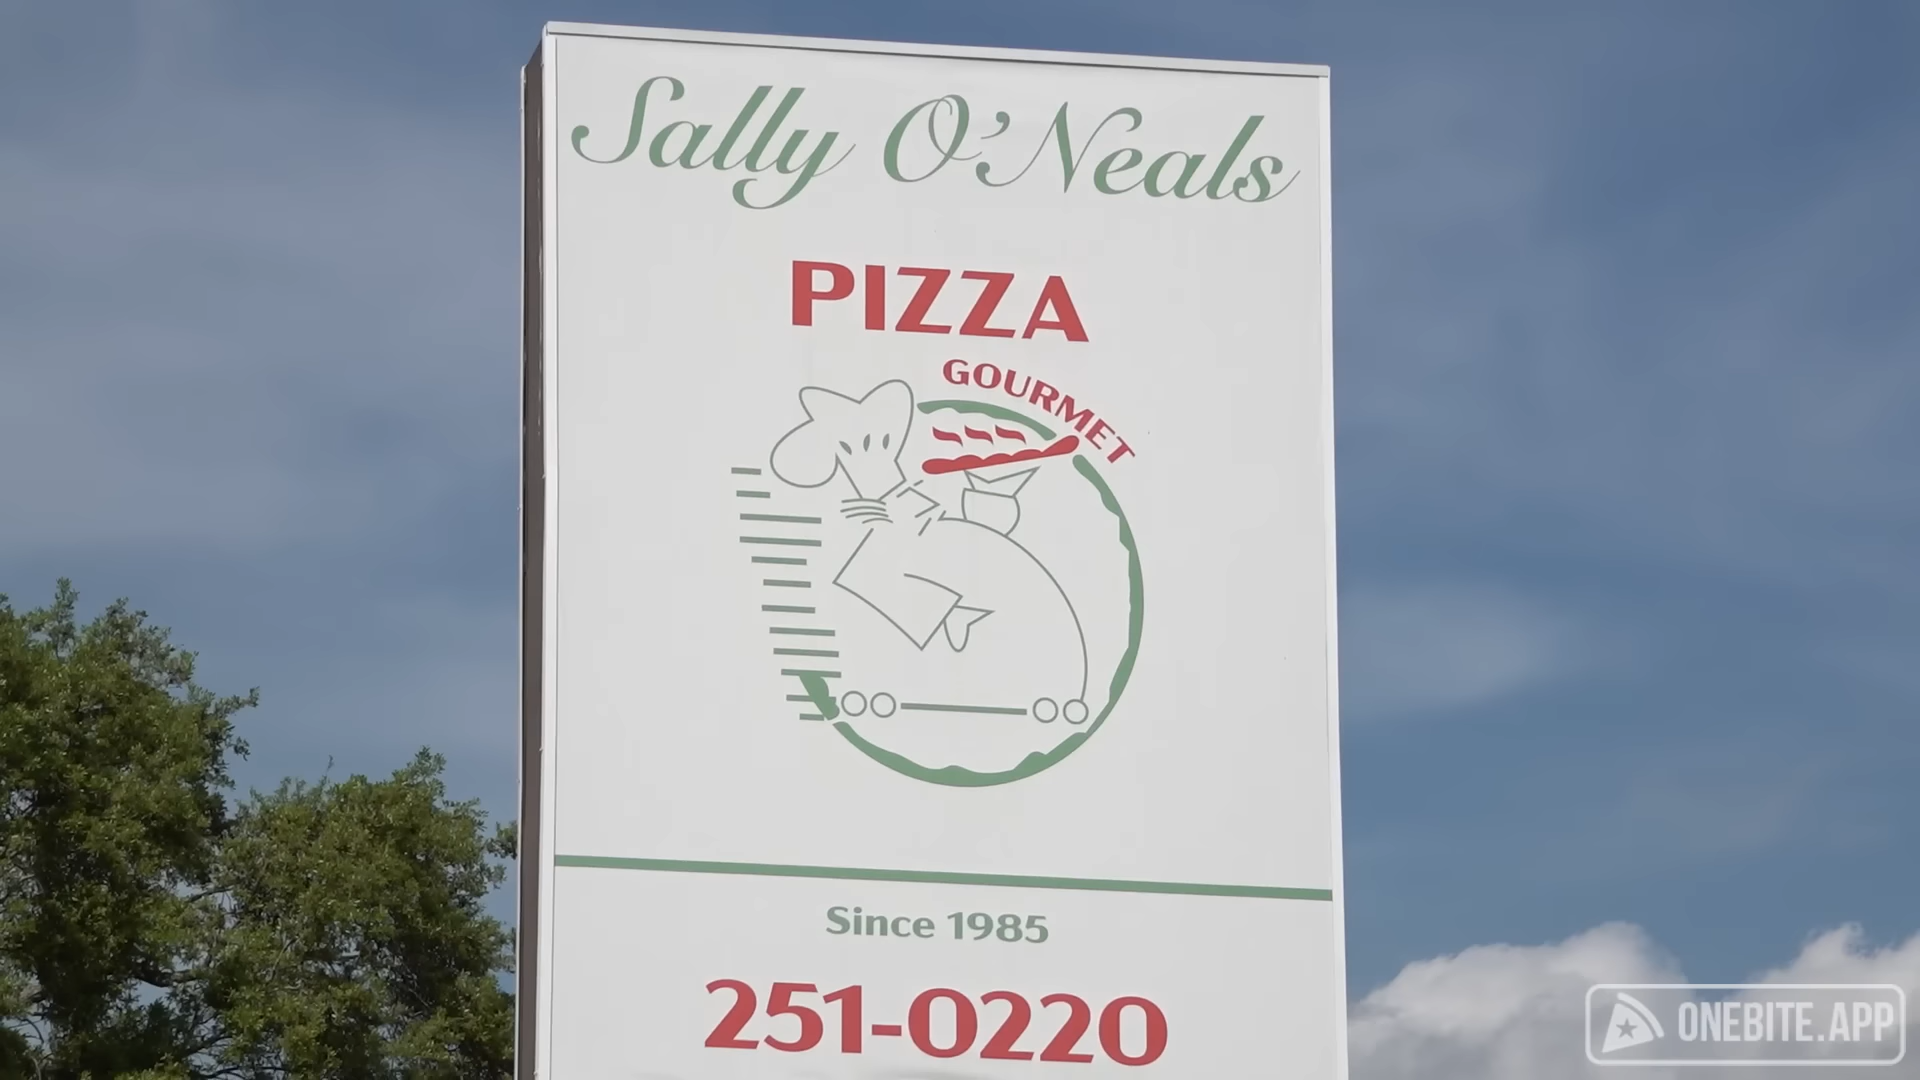 Sally O'Neals
PIZZA
GOURMET
Since 1985
251-0220
ONEBITE.APP